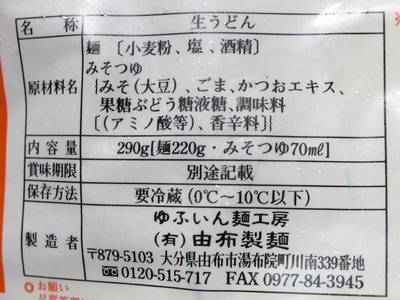 名称 生うどん
原材料名 麺〔小麦粉、塩、酒精〕
みそつゆ
{みそ(大豆)、ごま、かつおエキス、
果糖ぶどう糖液糖、調味料
〔(アミノ酸等)、香辛料〕}
内容量 290g[麺220g・みそつゆ70ml]
賞味期限 別途記載
保存方法 要冷蔵(0℃〜10℃以下)
製造者 ゆふいん麺工房
(有)由布製麺
〒879-5103 大分県由布市湯布院町川南339番地
0120-515-717 FAX 0977-84-3945
◎お願い